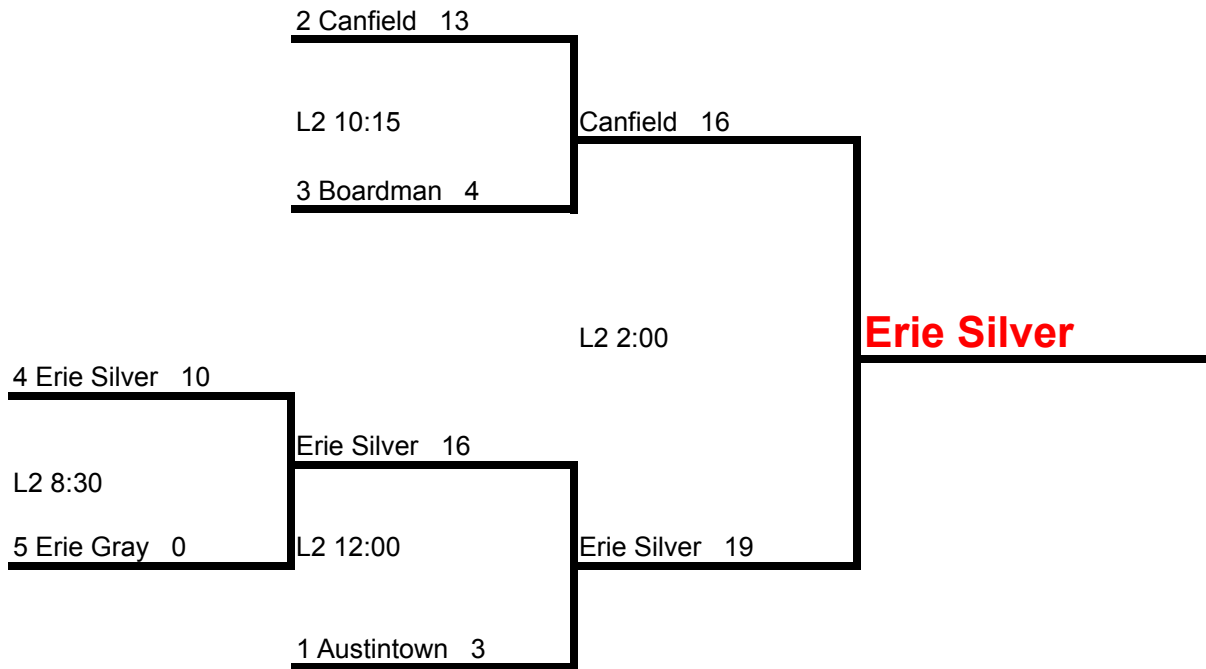 2 Canfield 13
L2 10:15
Canfield 16
3 Boardman 4
L2 2:00
Erie Silver
4 Erie Silver 10
Erie Silver 16
L2 8:30
5 Erie Gray 0
L2 12:00
Erie Silver 19
1 Austintown 3